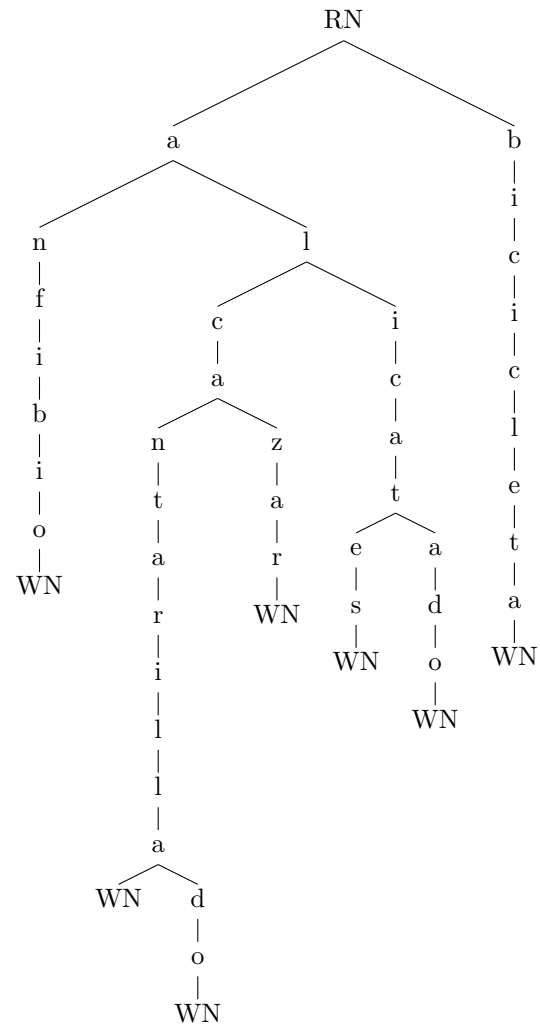 RN
a b
i
n l
c
f c i i
i a c c
b n z a l
i t a t e
o a r e a t
WN r WN s d a
i WN o WN
l WN
l
a
WN d
o
WN